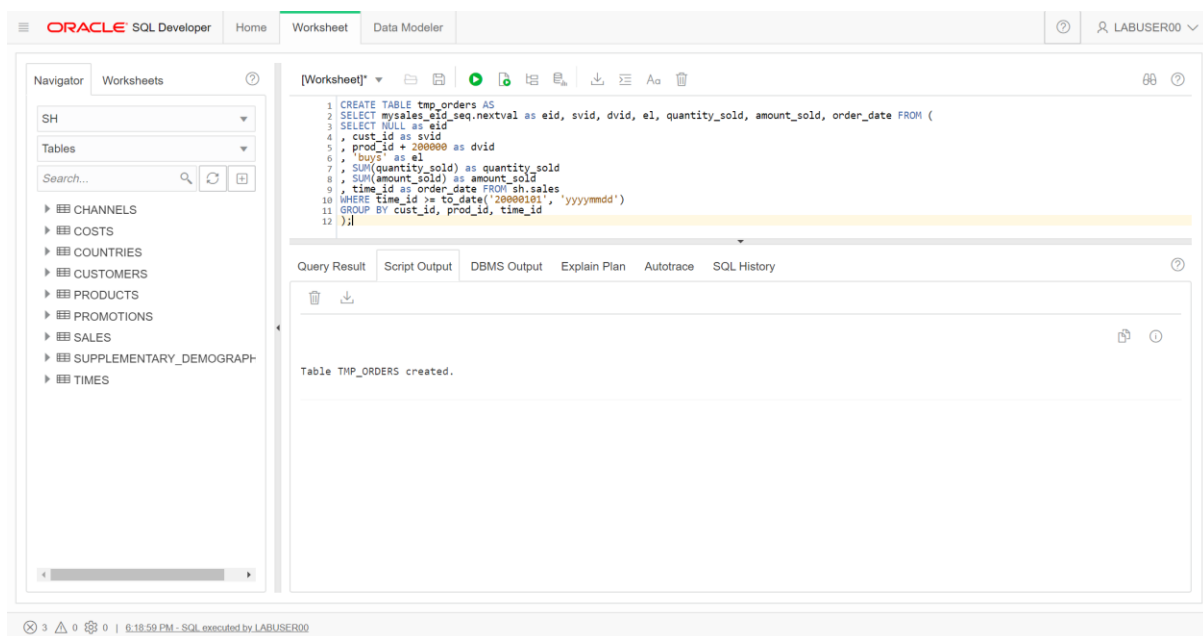 ORACLE SQL Developer Home Worksheet Data Modeler LABUSER00
Navigator Worksheets
SH
Tables
Search...
CHANNELS
COSTS
COUNTRIES
CUSTOMERS
PRODUCTS
PROMOTIONS
SALES
SUPPLEMENTARY_DEMOGRAPH
TIMES
[Worksheet]* Aa
1 CREATE TABLE tmp_orders AS
2 SELECT mysales_eid_seq.nextval as eid, svid, dvid, el, quantity_sold, amount_sold, order_date FROM (
3 SELECT NULL as eid
4 , cust_id as svid
5 , prod_id + 200000 as dvid
6 , 'buys' as el
7 , SUM(quantity_sold) as quantity_sold
8 , SUM(amount_sold) as amount_sold
9 , time_id as order_date FROM sh.sales
10 WHERE time_id >= to_date('20000101', 'yyyymmdd')
11 GROUP BY cust_id, prod_id, time_id
12 );
Query Result Script Output DBMS Output Explain Plan Autotrace SQL History
Table TMP_ORDERS created.
3 0 0 | 6:18:59 PM - SQL executed by LABUSER00